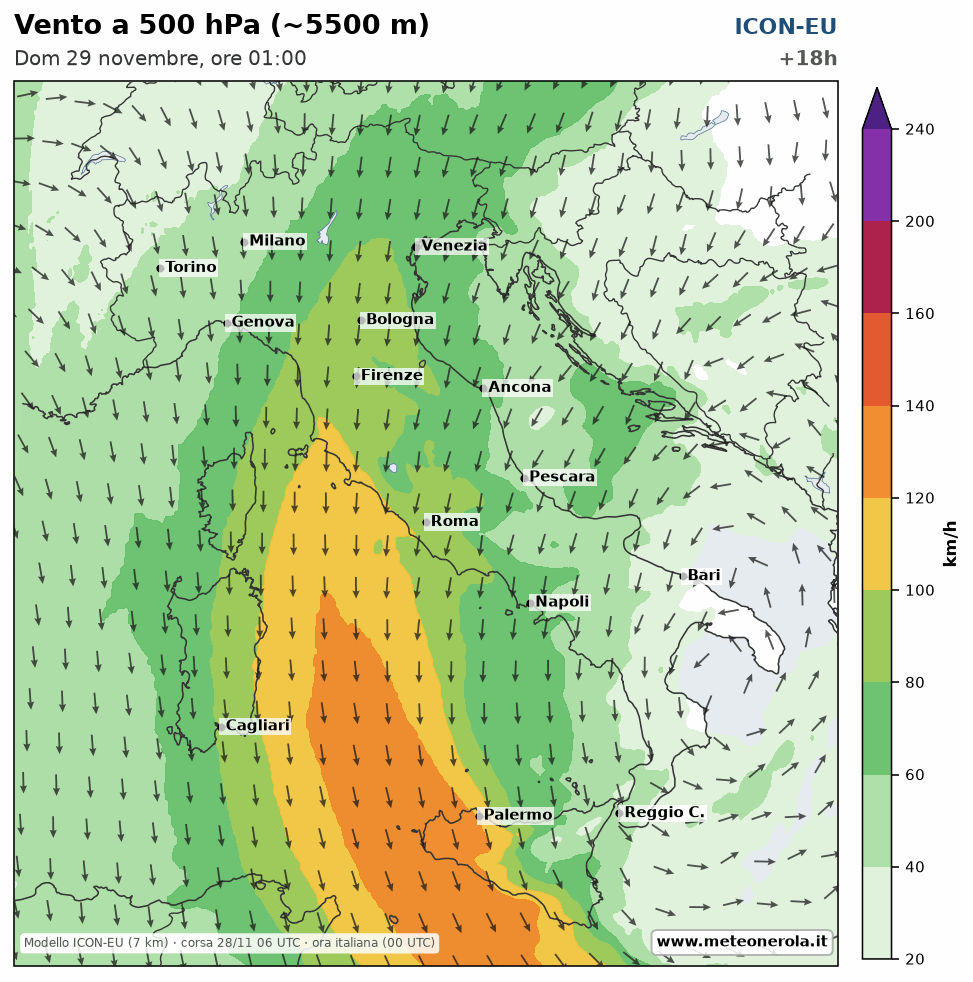 Vento a 500 hPa (~5500 m)
ICON-EU
Dom 29 novembre, ore 01:00
+18h
Milano
Venezia
Torino
Genova
Bologna
Firenze
Ancona
Pescara
Roma
Bari
Napoli
Cagliari
Palermo
Reggio C.
240
200
160
140
120
100
80
60
40
20
km/h
Modello ICON-EU (7 km) · corsa 28/11 06 UTC · ora italiana (00 UTC)
www.meteonerola.it